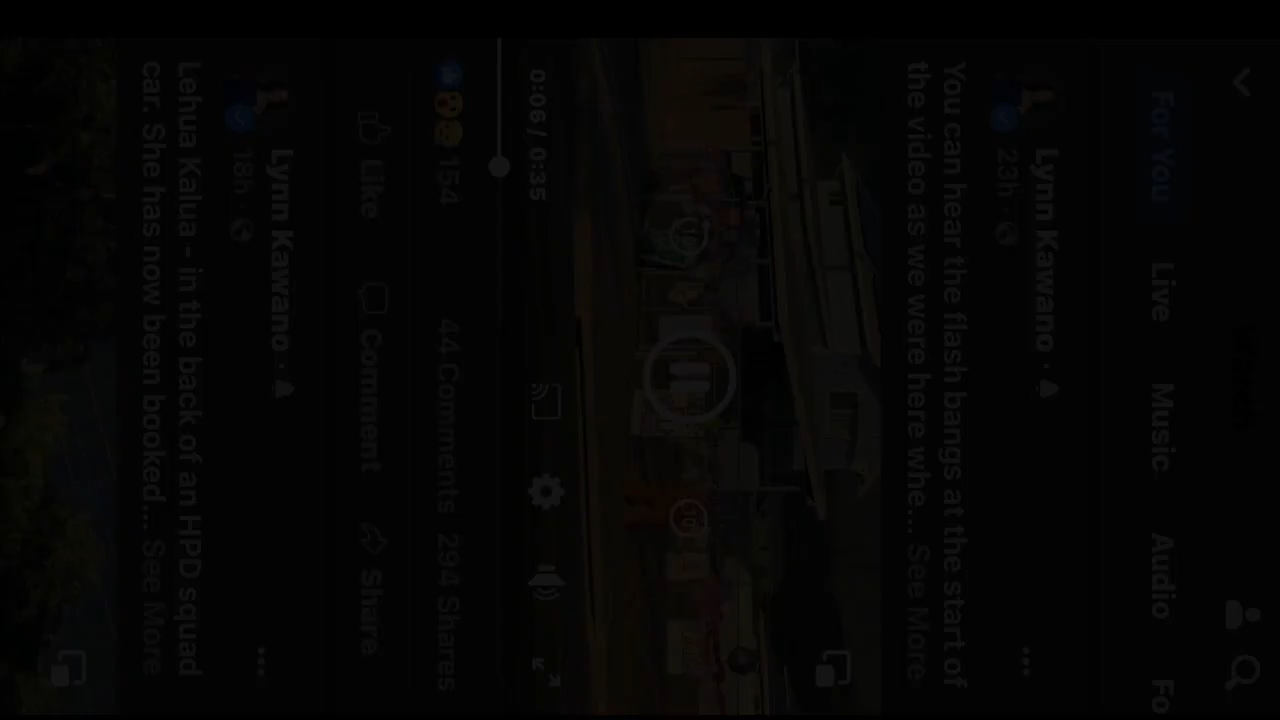 For You Live Music Audio Fo
Lynn Kawano ·
23h ·
You can hear the flash bangs at the start of
the video as we were here whe... See More
10
10
0:06 / 0:35
154 44 Comments 294 Shares
Like Comment Share
Lynn Kawano ·
18h ·
Lehua Kalua - in the back of an HPD squad
car. She has now been booked... See More